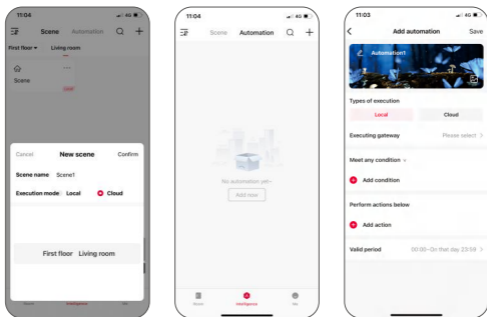 11:04
4G
Scene Automation
First floor Living room
Scene
Cancel New scene Confirm
Scene name Scene1
Execution mode Local Cloud
First floor Living room
11:04
4G
Scene Automation
No automation yet~
Add now
Intelligence
Me
11:03
4G
Add automation Save
Automation1
Types of execution
Local Cloud
Executing gateway Please select >
Meet any condition
Add condition
Perform actions below
Add action
Valid period 00:00-On that day 23:59 >